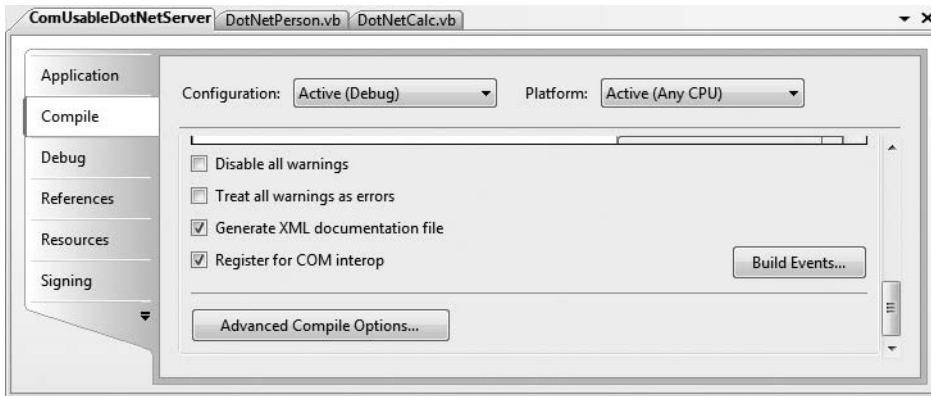 ComUsableDotNetServer DotNetPerson.vb DotNetCalc.vb
Application
Compile
Debug
References
Resources
Signing
Configuration: Active (Debug) Platform: Active (Any CPU)
Disable all warnings
Treat all warnings as errors
Generate XML documentation file
Register for COM interop
Build Events...
Advanced Compile Options...